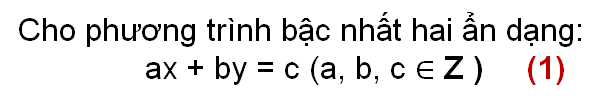 Cho phương trình bậc nhất hai ẩn dạng:
ax + by = c (a, b, c ∈ Z ) (1)